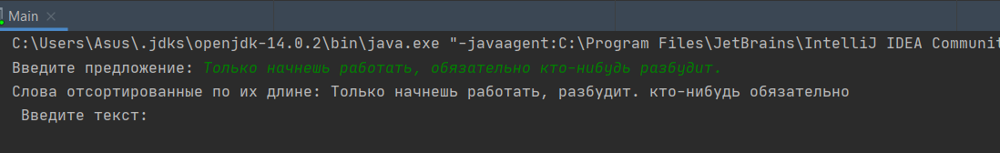 Main
C:\Users\Asus\.jdks\openjdk-14.0.2\bin\java.exe "-javaagent:C:\Program Files\JetBrains\IntelliJ IDEA Communit
Введите предложение: Только начнешь работать, обязательно кто-нибудь разбудит.
Слова отсортированные по их длине: Только начнешь работать, разбудит. кто-нибудь обязательно
Введите текст: